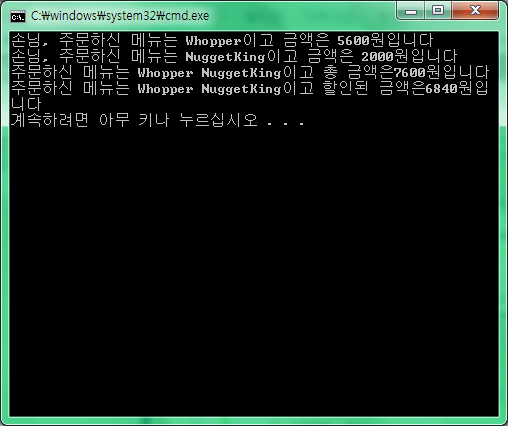 C:\windows\system32\cmd.exe
손님, 주문하신 메뉴는 Whopper이고 금액은 5600원입니다
손님, 주문하신 메뉴는 NuggetKing이고 금액은 2000원입니다
주문하신 메뉴는 Whopper NuggetKing이고 총 금액은7600원입니다
주문하신 메뉴는 Whopper NuggetKing이고 할인된 금액은6840원입
니다
계속하려면 아무 키나 누르십시오 . . .